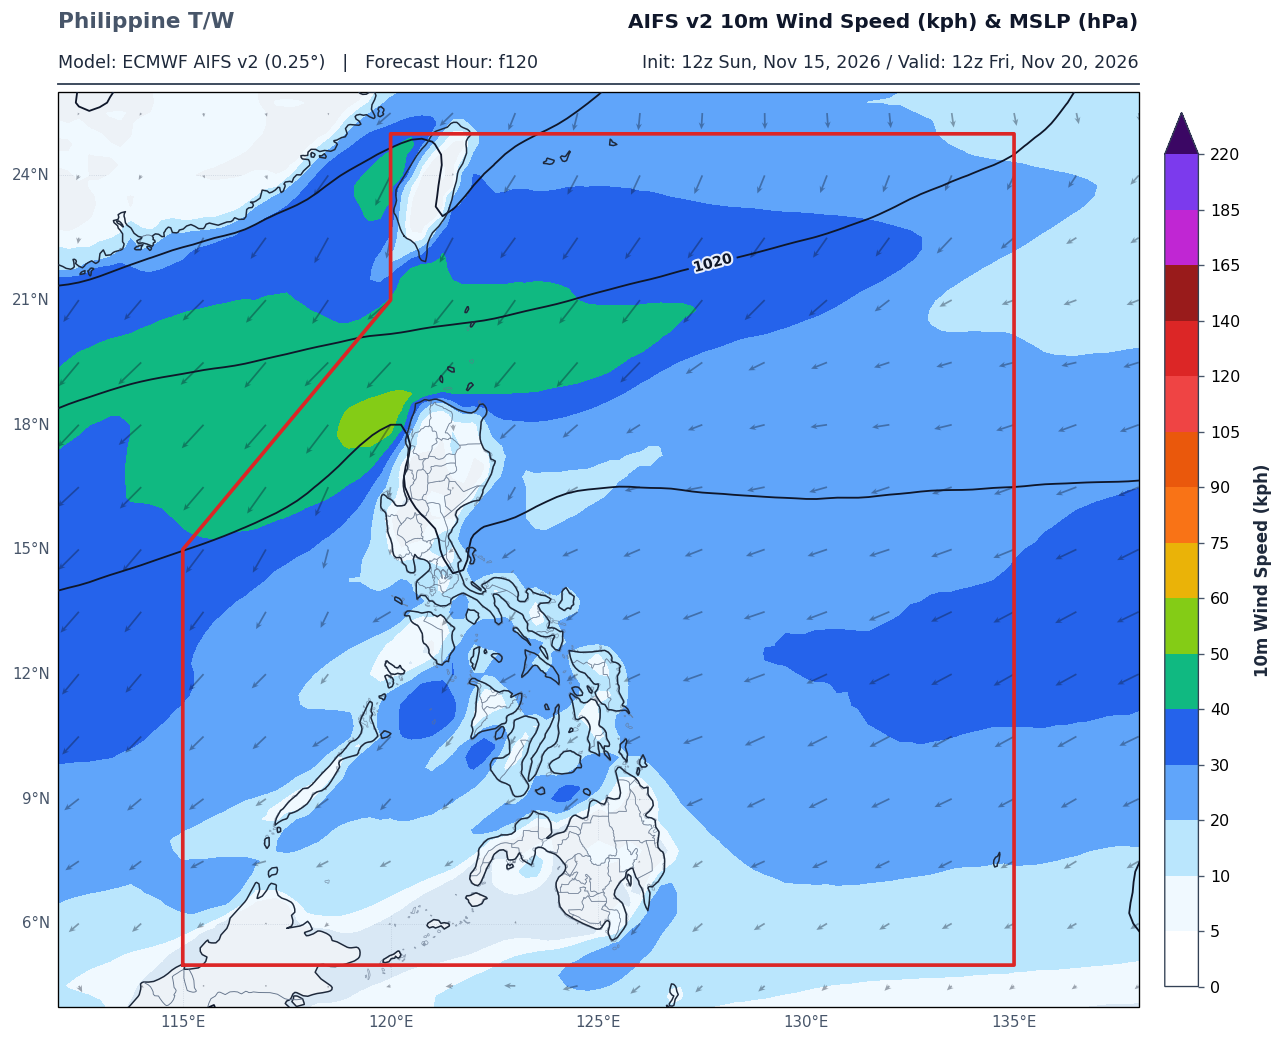 Philippine T/W
AIFS v2 10m Wind Speed (kph) & MSLP (hPa)
Model: ECMWF AIFS v2 (0.25°) | Forecast Hour: f120
Init: 12z Sun, Nov 15, 2026 / Valid: 12z Fri, Nov 20, 2026
24°N
21°N
18°N
15°N
12°N
9°N
6°N
1020
115°E
120°E
125°E
130°E
135°E
220
185
165
140
120
105
90
75
60
50
40
30
20
10
5
0
10m Wind Speed (kph)